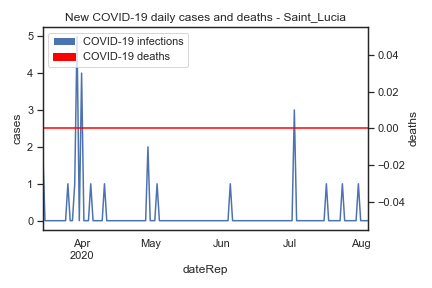 New COVID-19 daily cases and deaths - Saint_Lucia
COVID-19 infections
COVID-19 deaths
5
4
3
2
1
0
cases
0.04
0.02
0.00
−0.02
−0.04
deaths
Apr
2020
May
Jun
Jul
Aug
dateRep